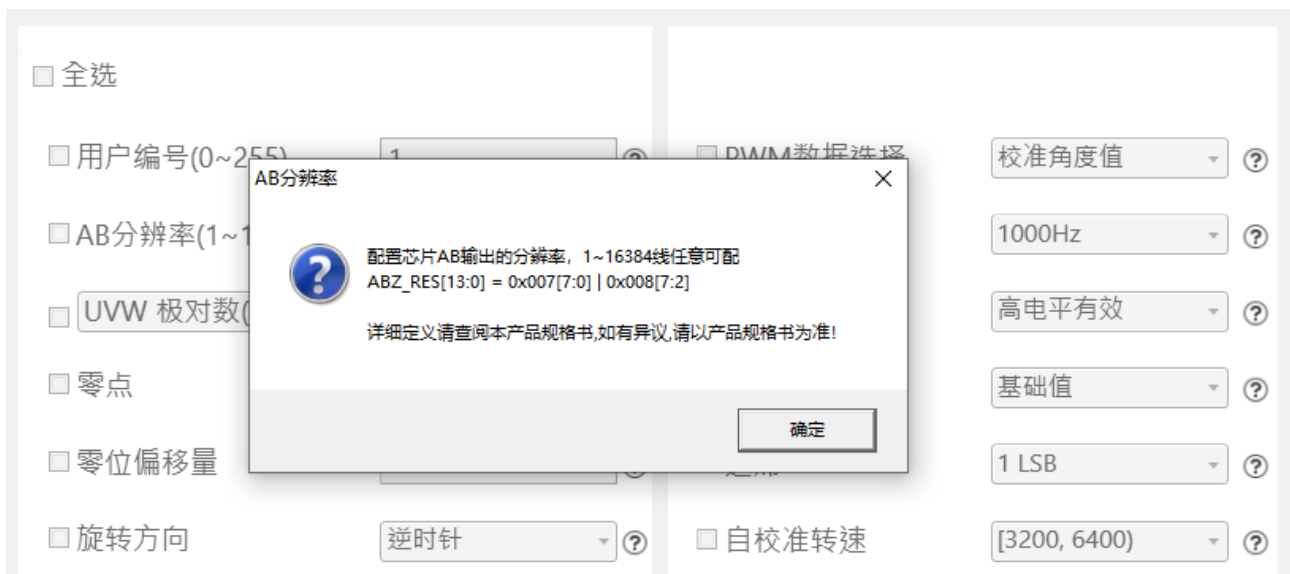 全选
用户编号(0~255)
1
PWM数据选择
校准角度值
AB分辨率(1~1
1000Hz
UVW 极对数(
高电平有效
零点
基础值
零位偏移量
1 LSB
旋转方向
逆时针
自校准转速
[3200, 6400)
AB分辨率
配置芯片AB输出的分辨率，1~16384线任意可配
ABZ_RES[13:0] = 0x007[7:0] | 0x008[7:2]
详细定义请查阅本产品规格书,如有异议,请以产品规格书为准!
确定